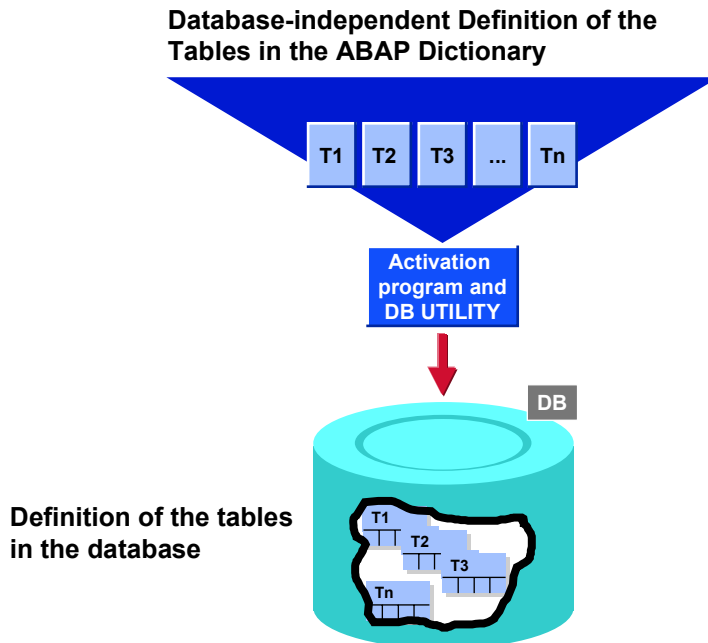 Database-independent Definition of the
Tables in the ABAP Dictionary
T1 T2 T3 ... Tn
Activation
program and
DB UTILITY
DB
Definition of the tables
in the database
T1
T2
T3
Tn